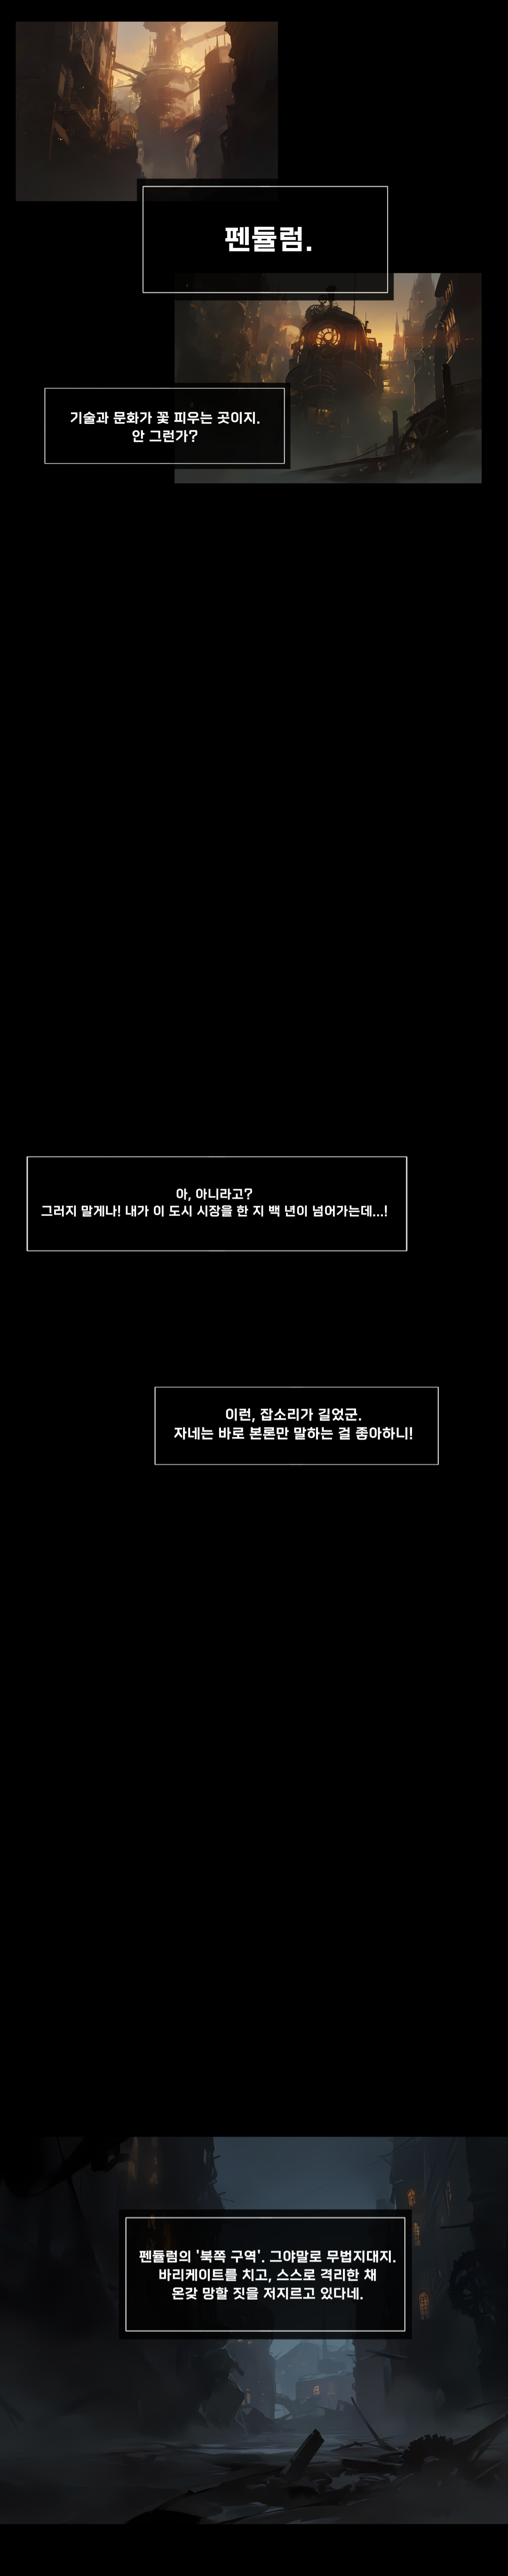 펜듈럼.
기술과 문화가 꽃 피우는 곳이지.
안 그런가?
아, 아니라고?
그러지 말게나! 내가 이 도시 시장을 한 지 백 년이 넘어가는데...!
이런, 잡소리가 길었군.
자네는 바로 본론만 말하는 걸 좋아하니!
펜듈럼의 '북쪽 구역'. 그야말로 무법지대지.
바리케이트를 치고, 스스로 격리한 채
온갖 망할 짓을 저지르고 있다네.